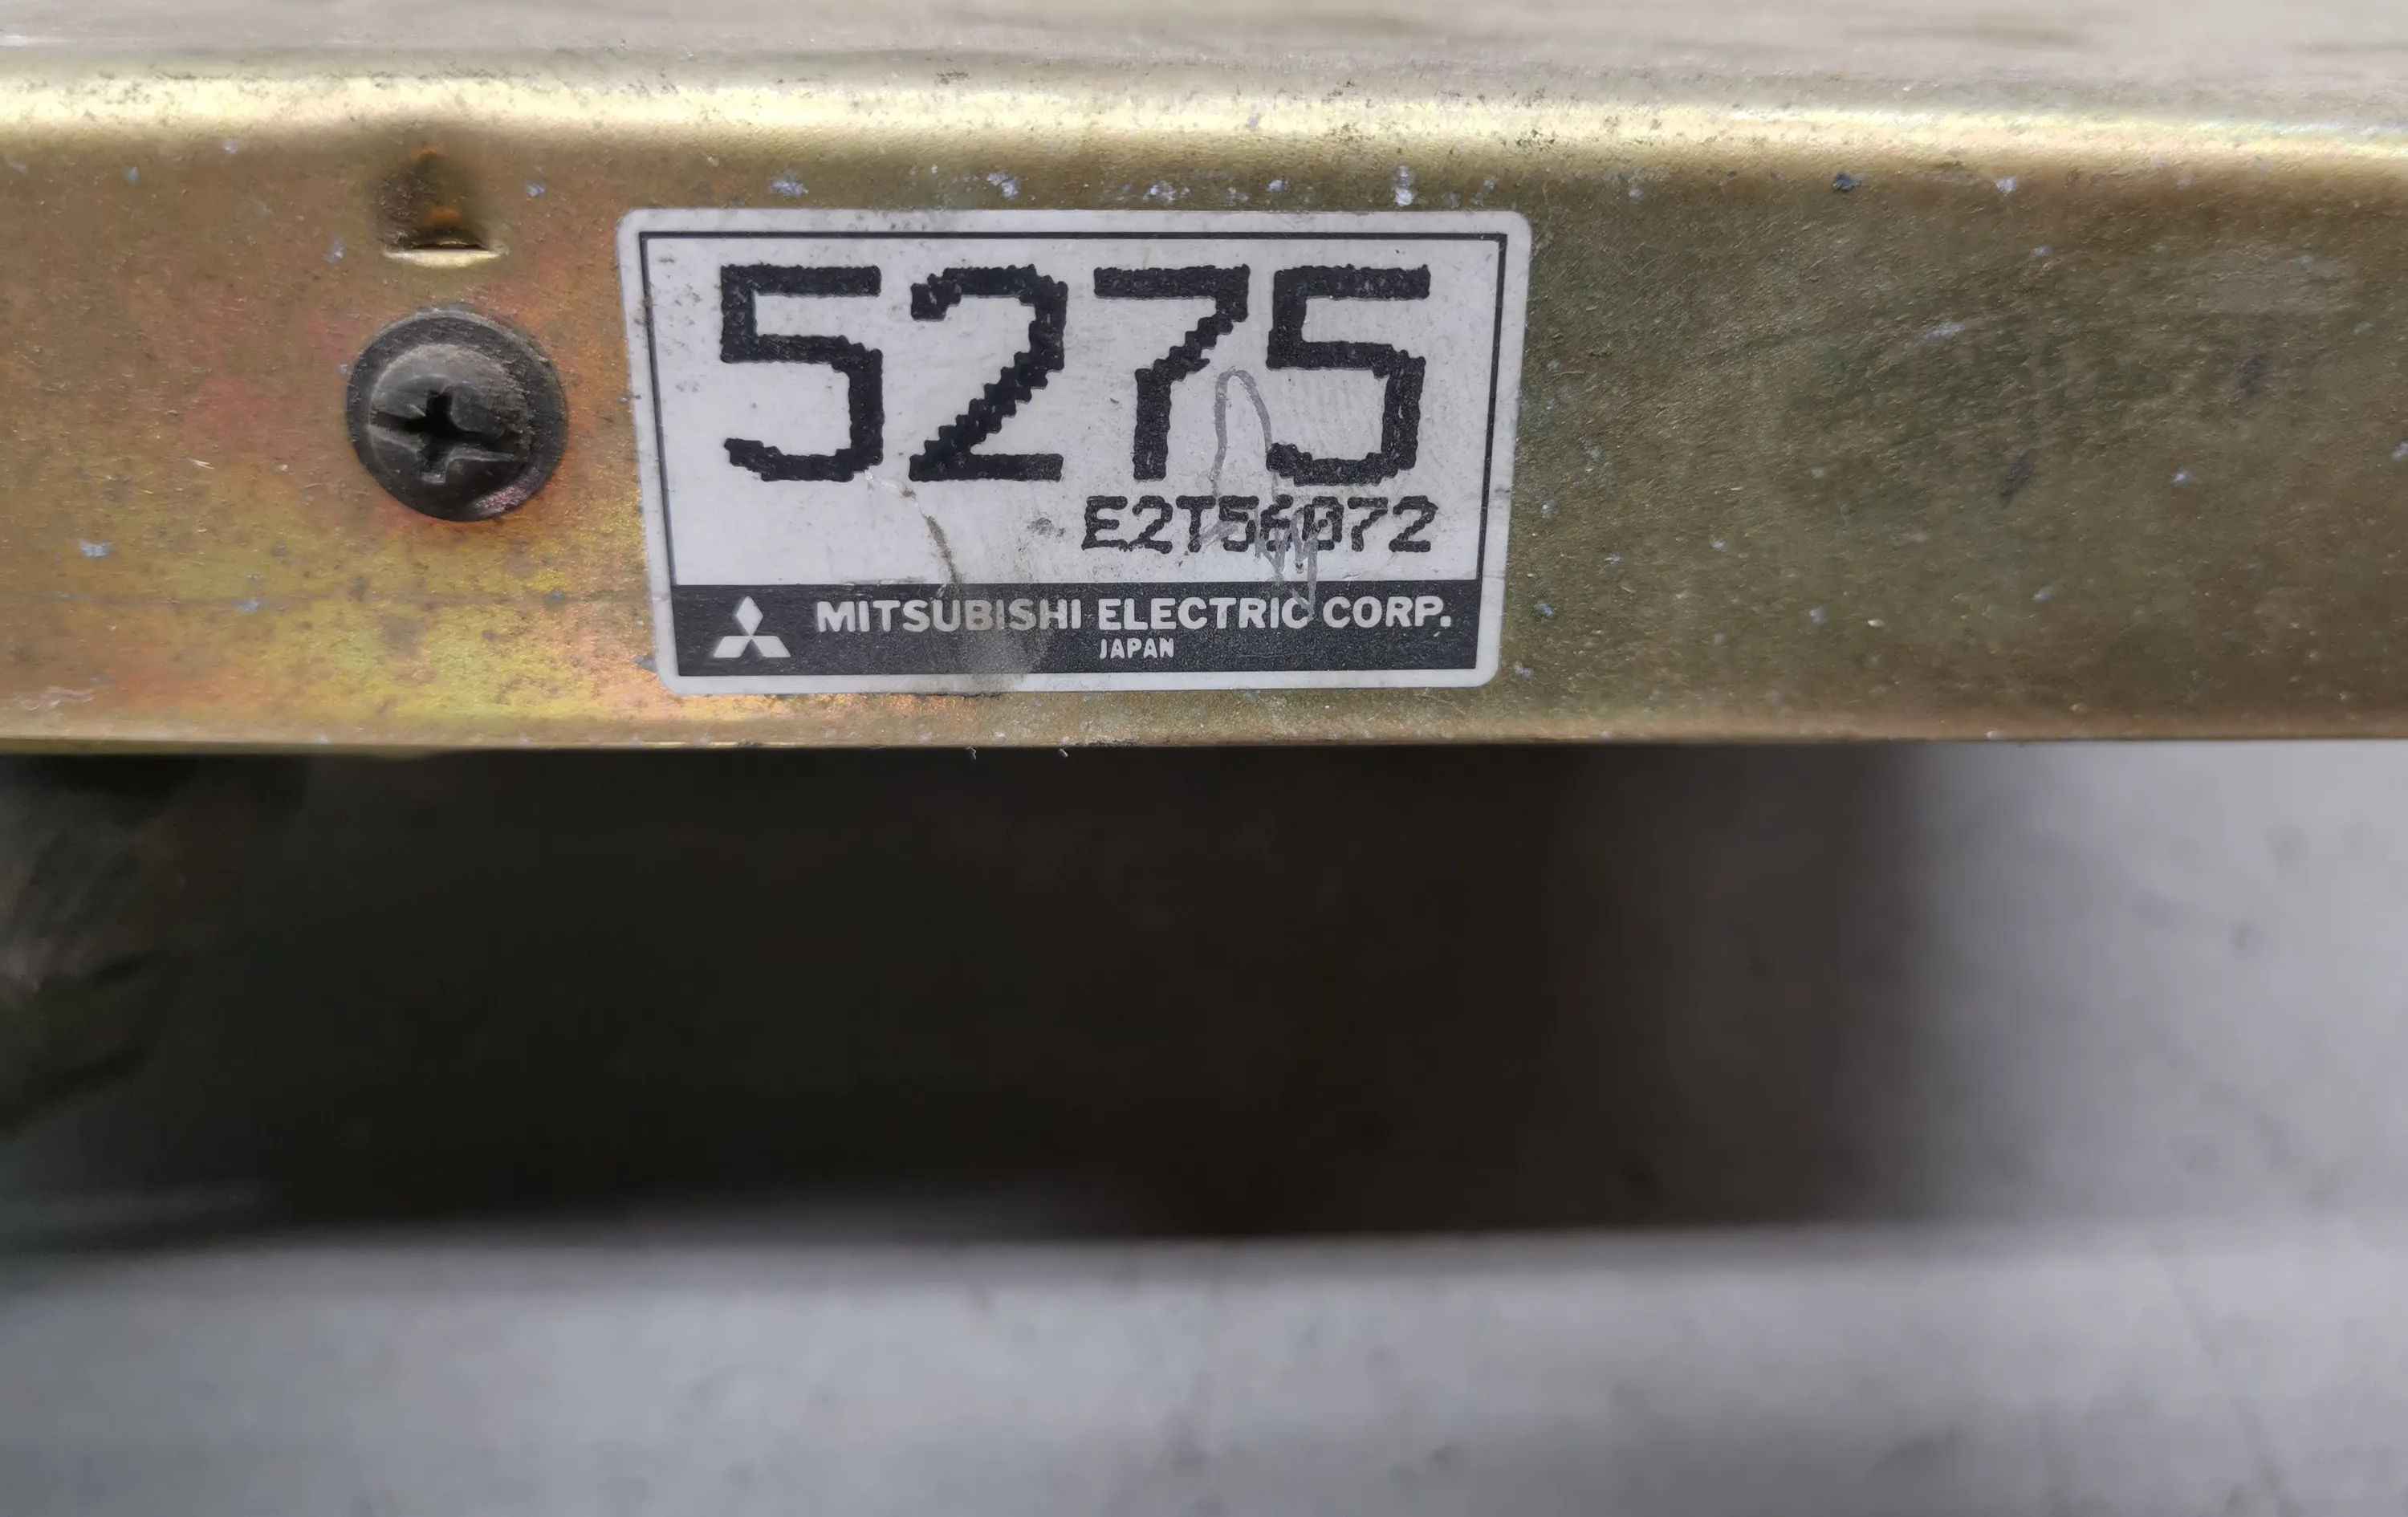 5275
E2T56072
MITSUBISHI ELECTRIC CORP.
JAPAN